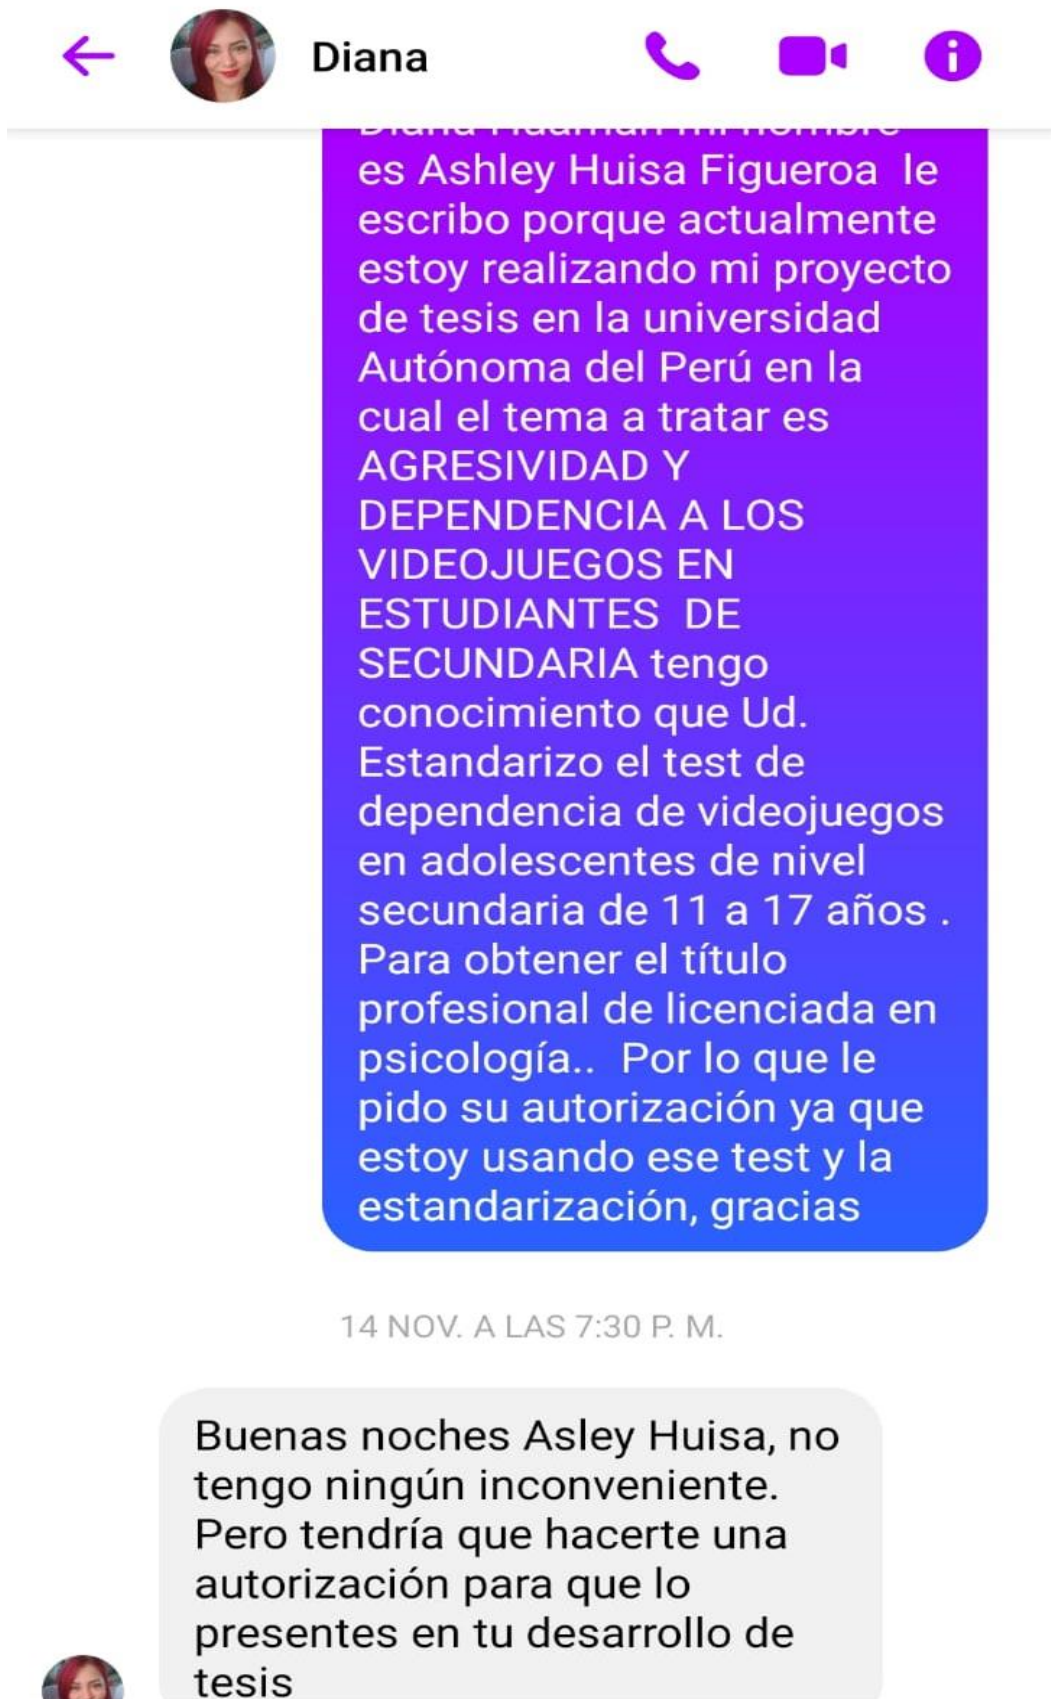 Diana
es Ashley Huisa Figueroa le
escribo porque actualmente
estoy realizando mi proyecto
de tesis en la universidad
Autónoma del Perú en la
cual el tema a tratar es
AGRESIVIDAD Y
DEPENDENCIA A LOS
VIDEOJUEGOS EN
ESTUDIANTES DE
SECUNDARIA tengo
conocimiento que Ud.
Estandarizo el test de
dependencia de videojuegos
en adolescentes de nivel
secundaria de 11 a 17 años .
Para obtener el título
profesional de licenciada en
psicología.. Por lo que le
pido su autorización ya que
estoy usando ese test y la
estandarización, gracias
14 NOV. A LAS 7:30 P. M.
Buenas noches Asley Huisa, no
tengo ningún inconveniente.
Pero tendría que hacerte una
autorización para que lo
presentes en tu desarrollo de
tesis